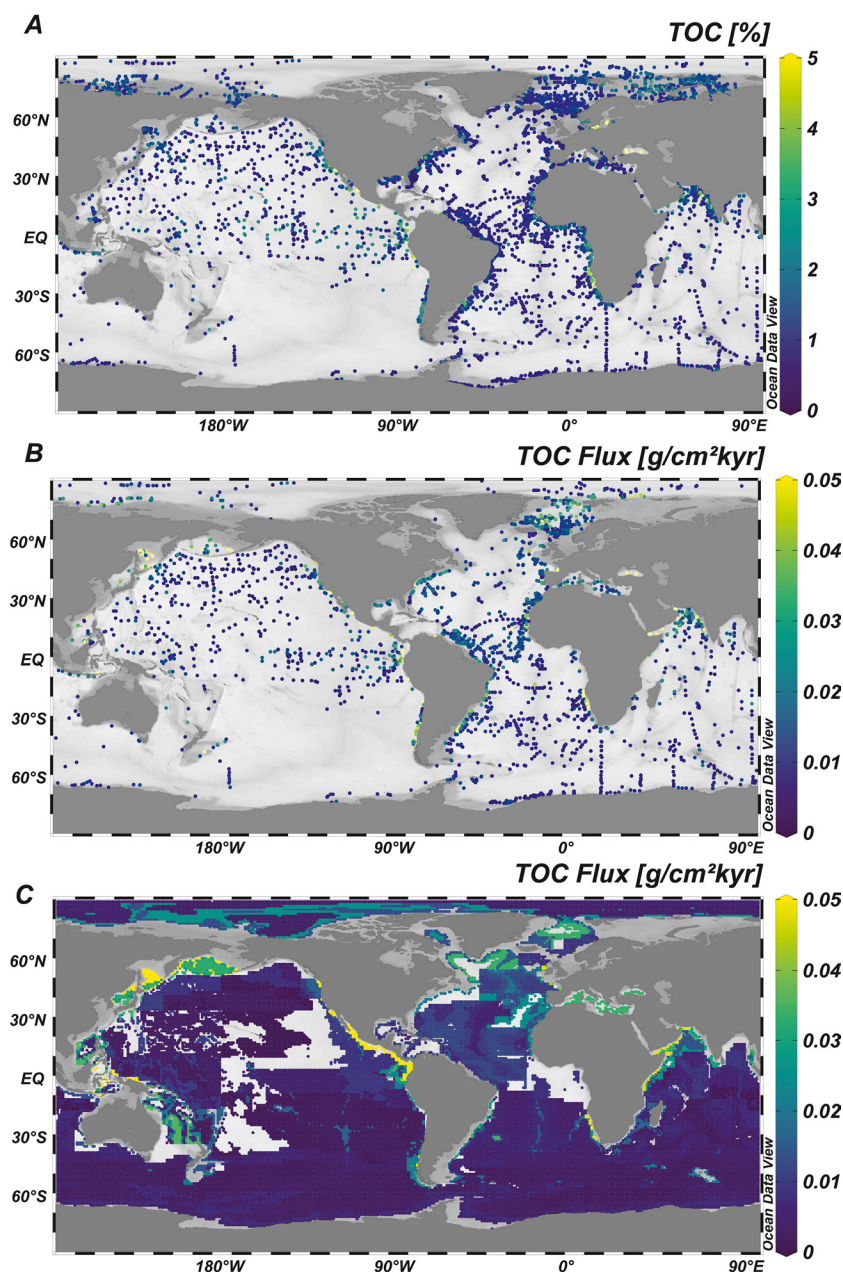 A
TOC [%]
5
4
3
2
1
0
60°N
30°N
EQ
30°S
60°S
180°W
90°W
0°
90°E
Ocean Data View
B
TOC Flux [g/cm²kyr]
0.05
0.04
0.03
0.02
0.01
0
60°N
30°N
EQ
30°S
60°S
180°W
90°W
0°
90°E
Ocean Data View
C
TOC Flux [g/cm²kyr]
0.05
0.04
0.03
0.02
0.01
0
60°N
30°N
EQ
30°S
60°S
180°W
90°W
0°
90°E
Ocean Data View